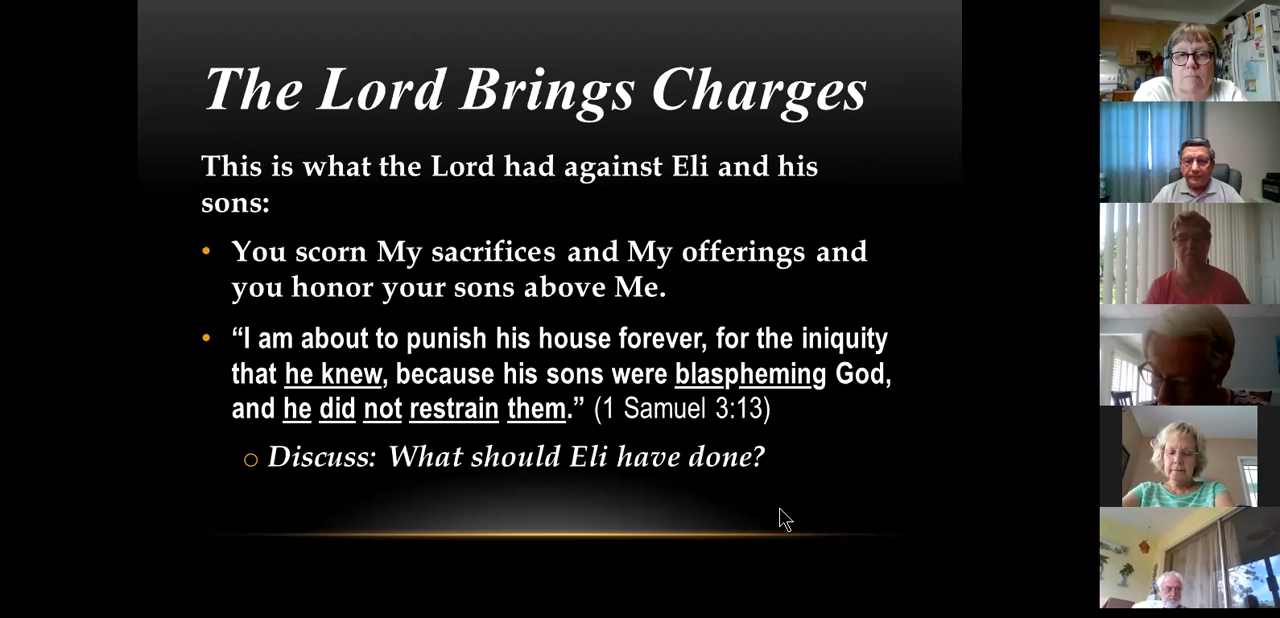 The Lord Brings Charges
This is what the Lord had against Eli and his
sons:
• You scorn My sacrifices and My offerings and
you honor your sons above Me.
• “I am about to punish his house forever, for the iniquity
that he knew, because his sons were blaspheming God,
and he did not restrain them.” (1 Samuel 3:13)
○ Discuss: What should Eli have done?